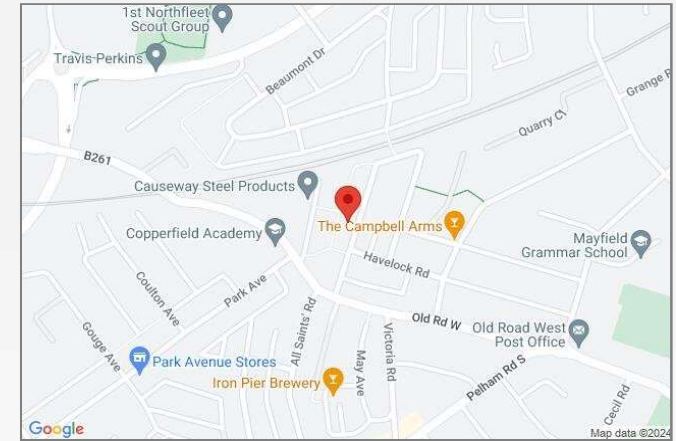 1st Northfleet
Scout Group
Travis Perkins
Beaumont Dr
Grange R
Quarry Cl
B261
Causeway Steel Products
The Campbell Arms
Copperfield Academy
Mayfield
Grammar School
Havelock Rd
Coulton Ave
Park Ave
All Saints' Rd
Old Rd W
Old Road West
Post Office
Gouge Ave
Victoria Rd
May Ave
Park Avenue Stores
Iron Pier Brewery
Pelham Rd S
Cecil Rd
Google
Map data ©2024